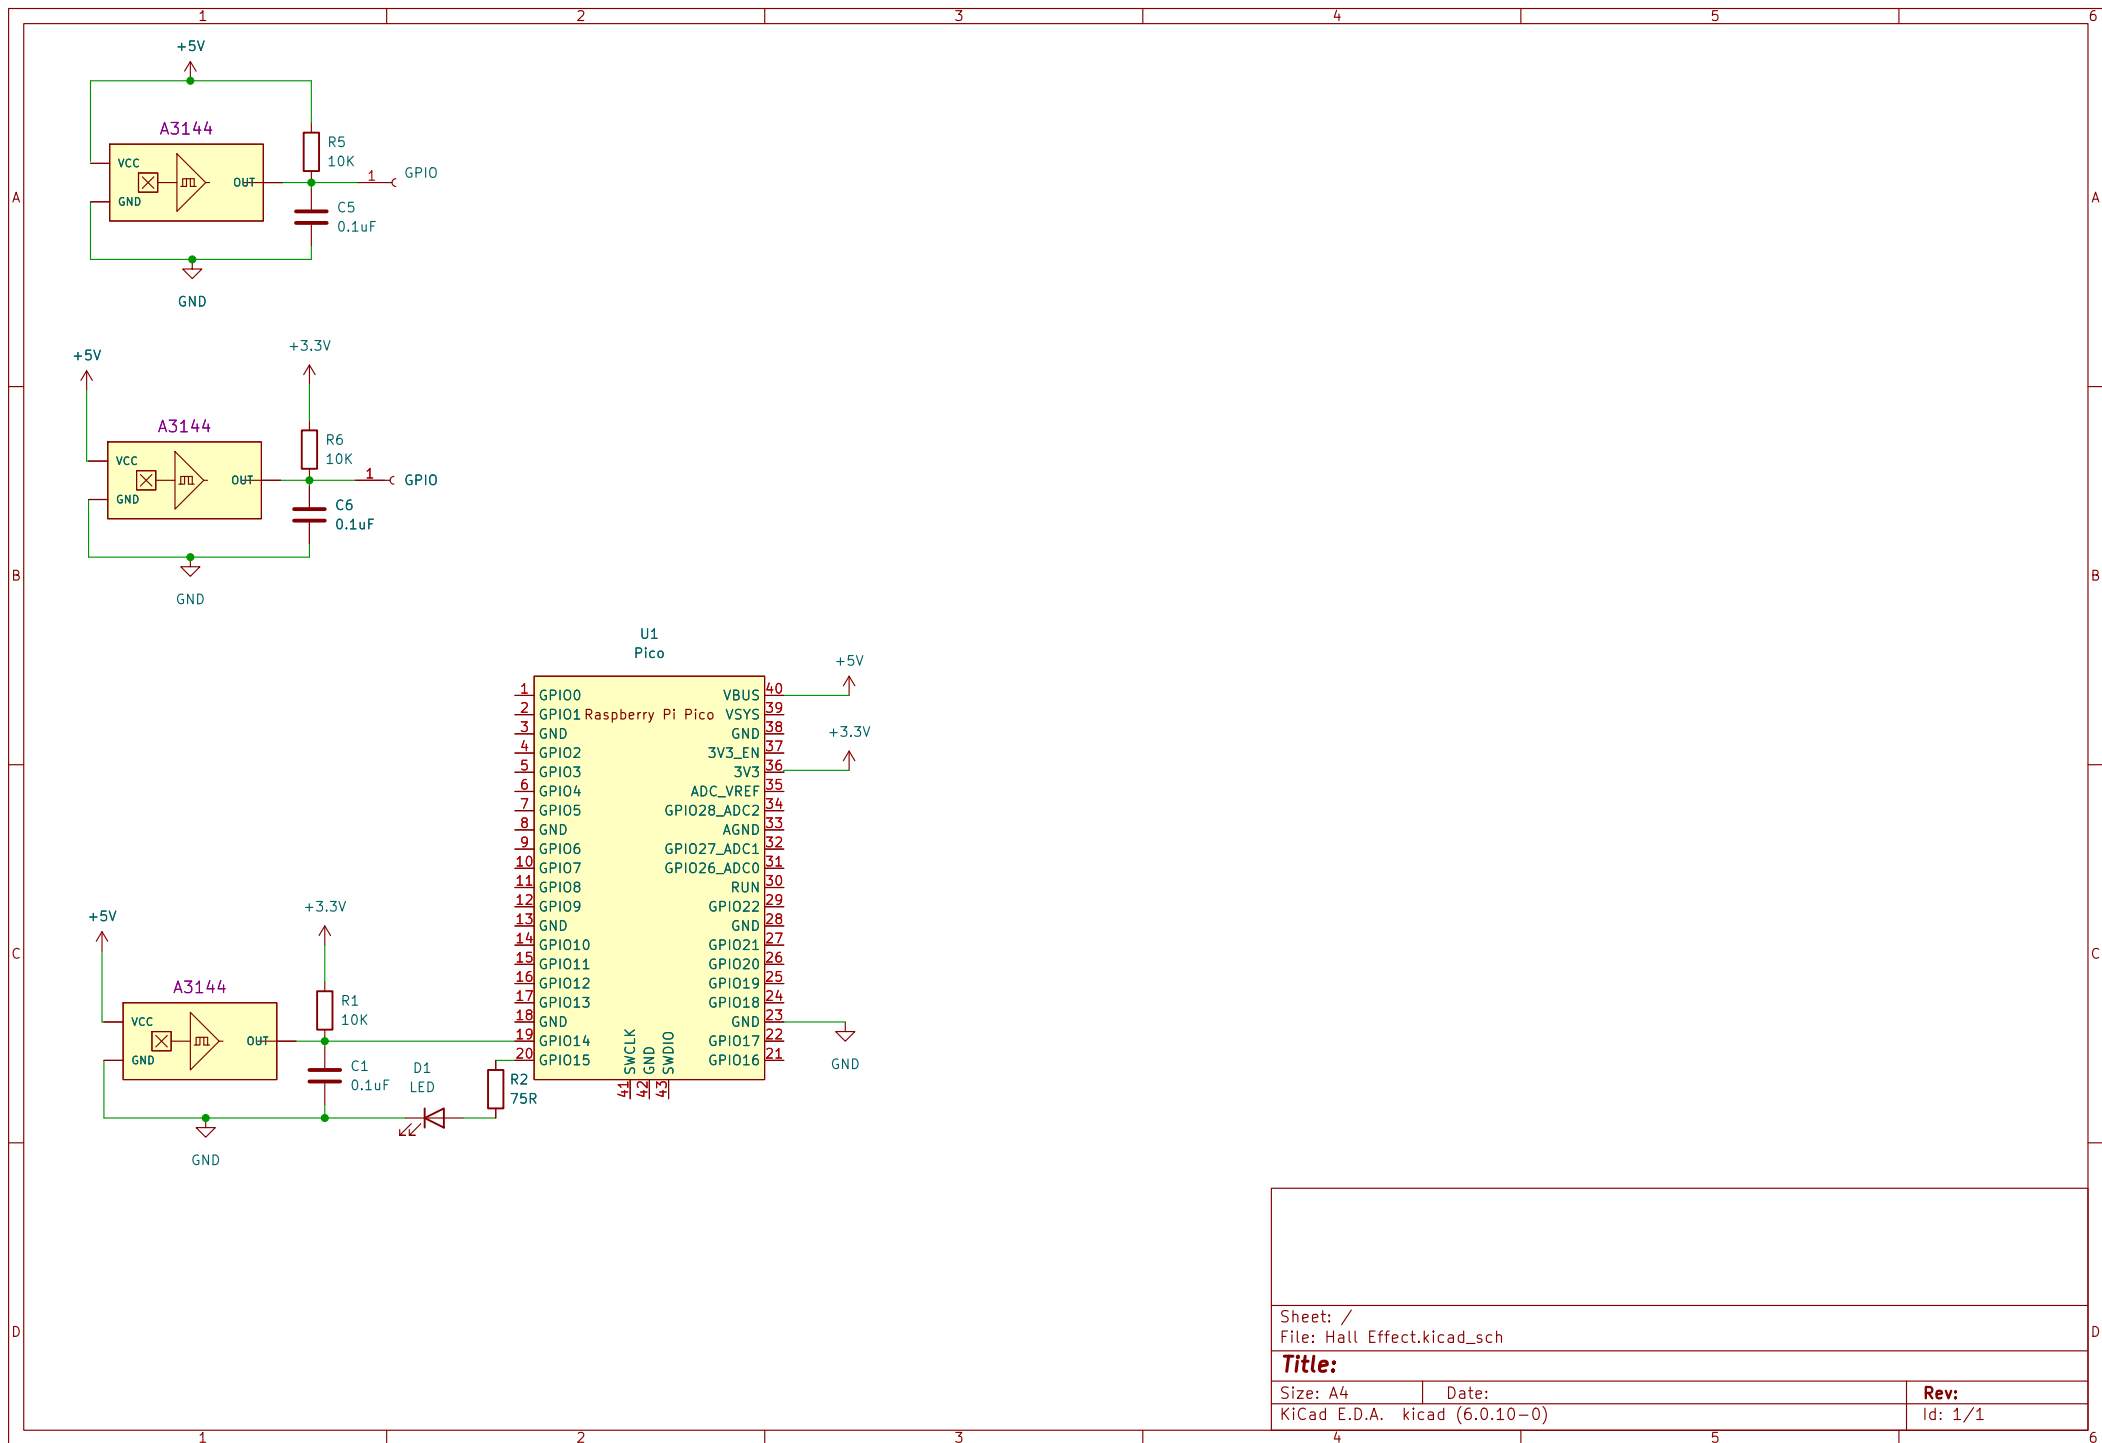 1 2 3 4 5 6
+5V
A3144
R5
10K
VCC
GND
OUT
1
GPIO
C5
0.1uF
GND
A
A
+3.3V
+5V
A3144
R6
10K
VCC
GND
OUT
1
GPIO
C6
0.1uF
GND
B
B
U1
Pico
Raspberry Pi Pico
1 GPIO0
2 GPIO1
3 GND
4 GPIO2
5 GPIO3
6 GPIO4
7 GPIO5
8 GND
9 GPIO6
10 GPIO7
11 GPIO8
12 GPIO9
13 GND
14 GPIO10
15 GPIO11
16 GPIO12
17 GPIO13
18 GND
19 GPIO14
20 GPIO15
VBUS 40
VSYS 39
GND 38
3V3_EN 37
3V3 36
ADC_VREF 35
GPIO28_ADC2 34
AGND 33
GPIO27_ADC1 32
GPIO26_ADC0 31
RUN 30
GPIO22 29
GND 28
GPIO21 27
GPIO20 26
GPIO19 25
GPIO18 24
GND 23
GPIO17 22
GPIO16 21
SWCLK 41
GND 42
SWDIO 43
+5V
+3.3V
GND
C
C
+3.3V
+5V
A3144
R1
10K
VCC
GND
OUT
C1
0.1uF
D1
LED
R2
75R
GND
D
D
Sheet: /
File: Hall Effect.kicad_sch
Title:
Size: A4 Date: Rev:
KiCad E.D.A. kicad (6.0.10-0) Id: 1/1
1 2 3 4 5 6